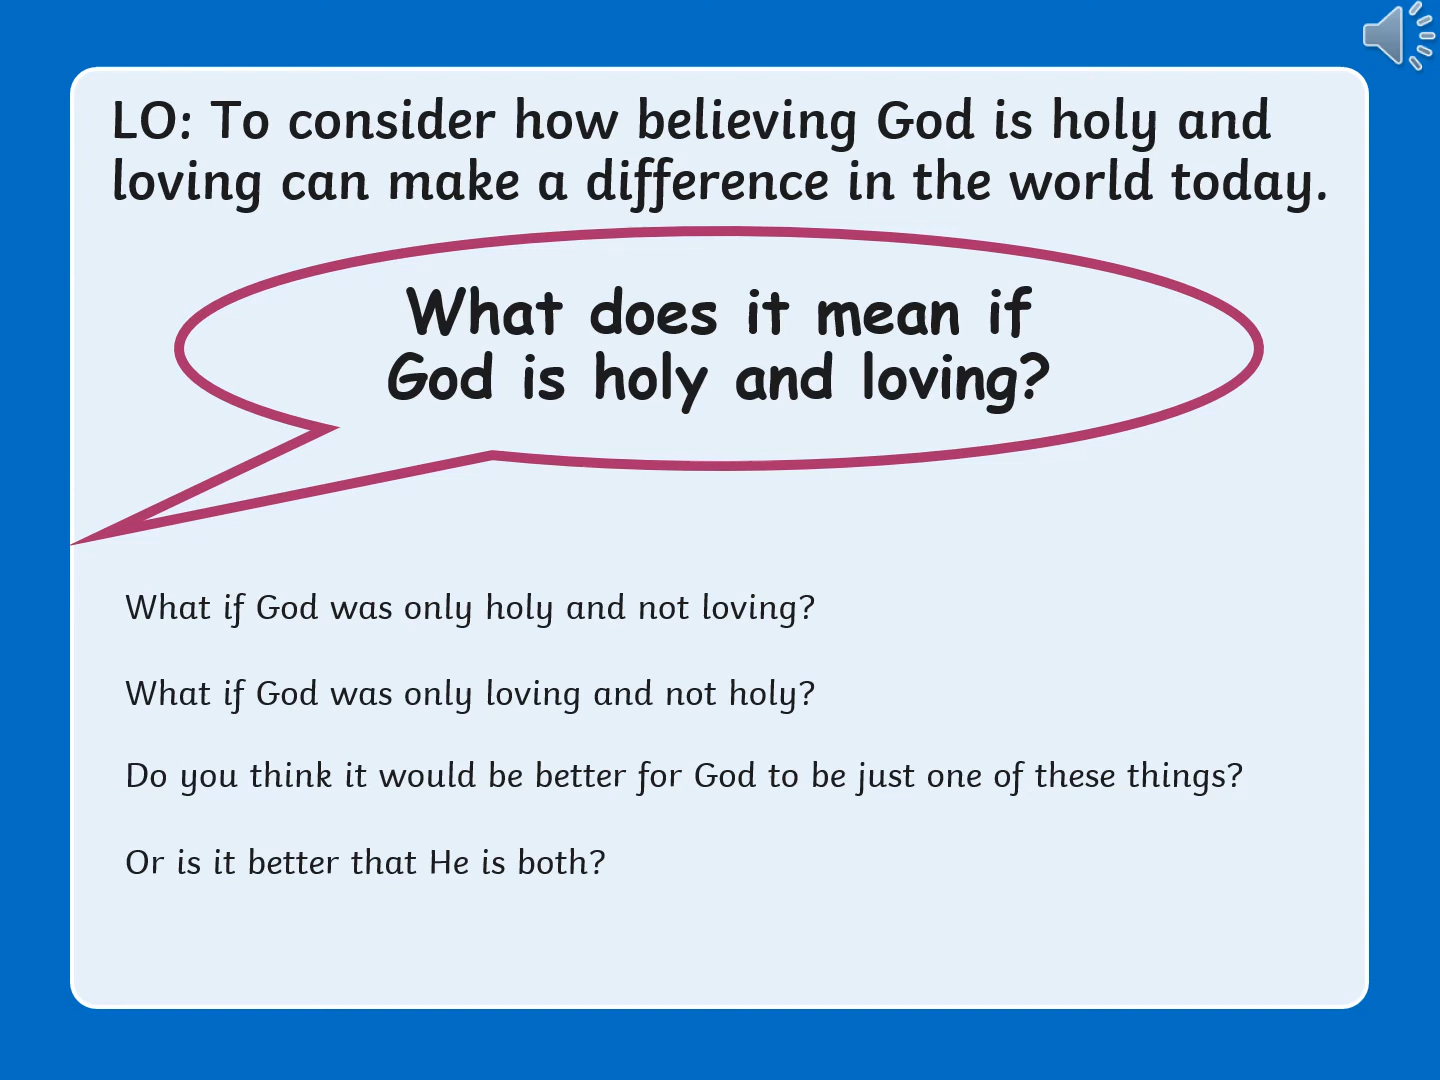 LO: To consider how believing God is holy and
loving can make a difference in the world today.
What does it mean if
God is holy and loving?
What if God was only holy and not loving?
What if God was only loving and not holy?
Do you think it would be better for God to be just one of these things?
Or is it better that He is both?